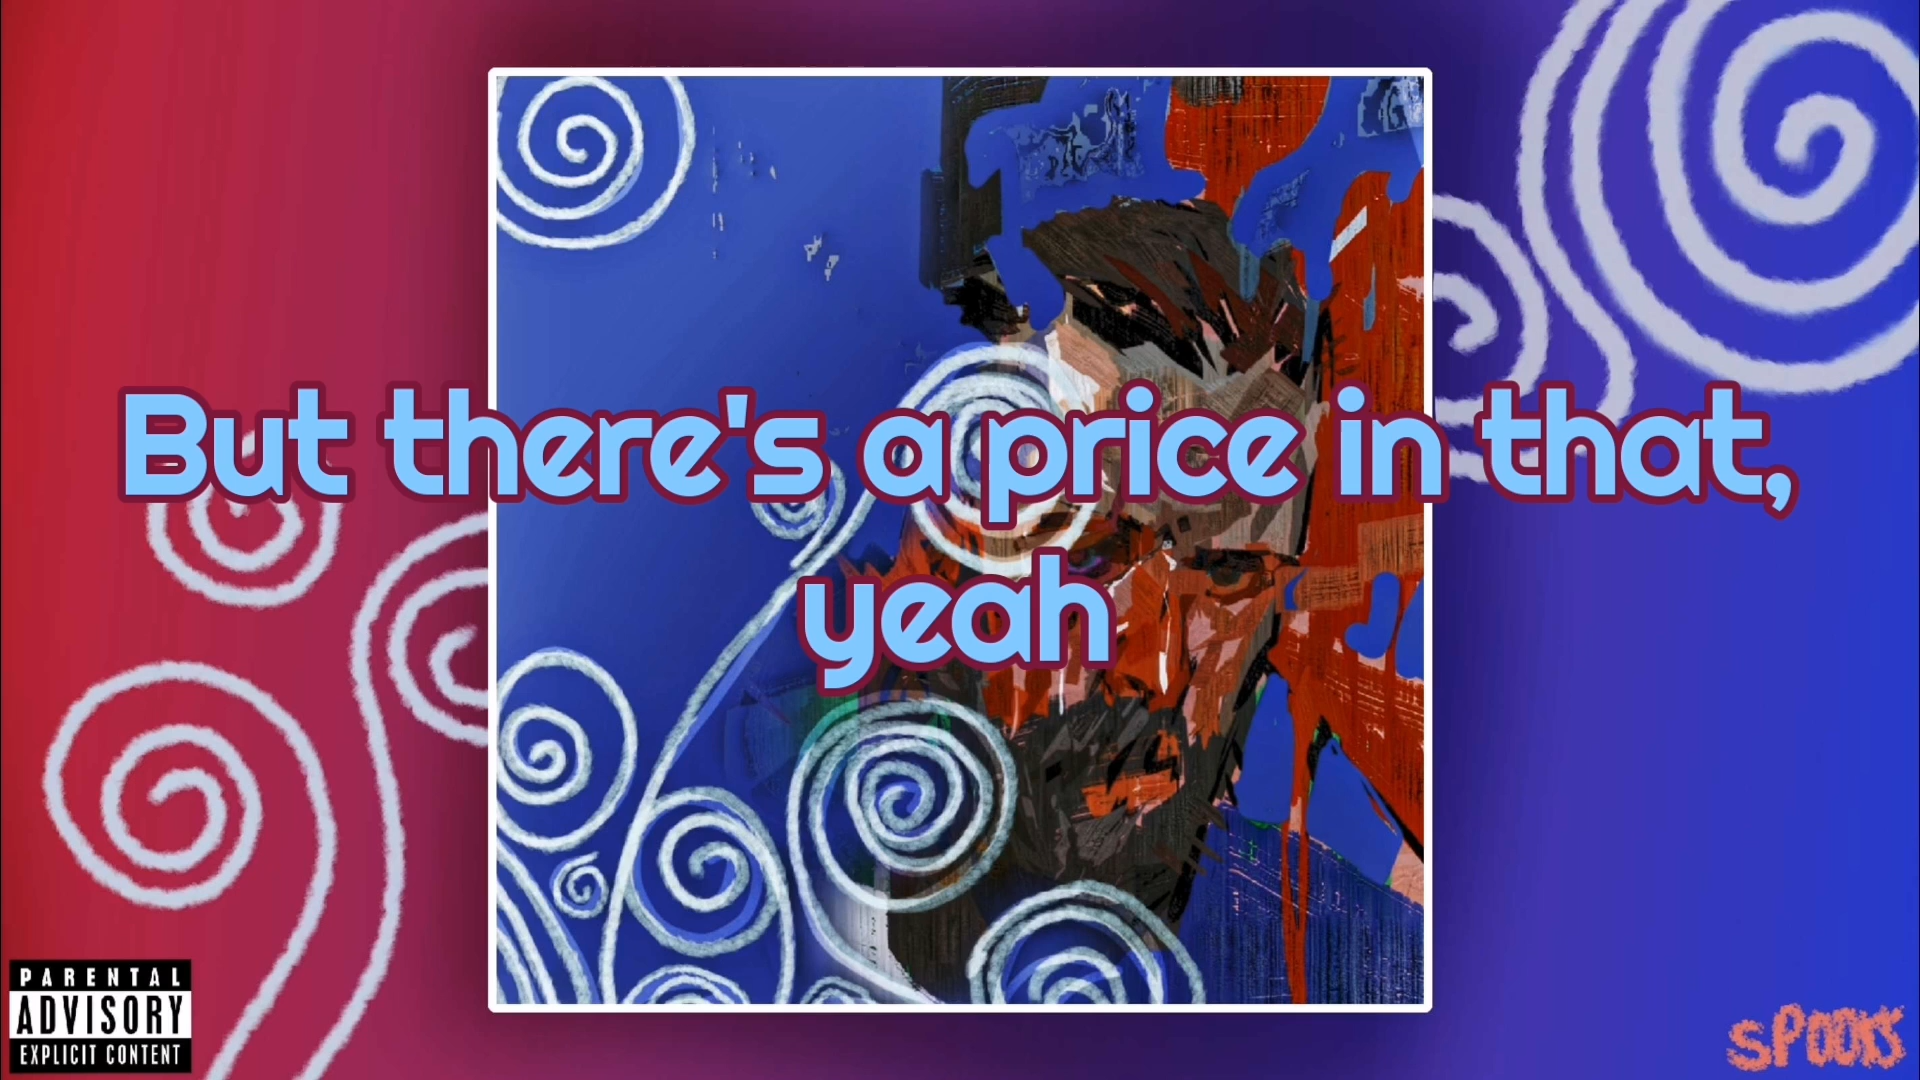 But there's a price in that,
yeah
PARENTAL
ADVISORY
EXPLICIT CONTENT
SPOOKS